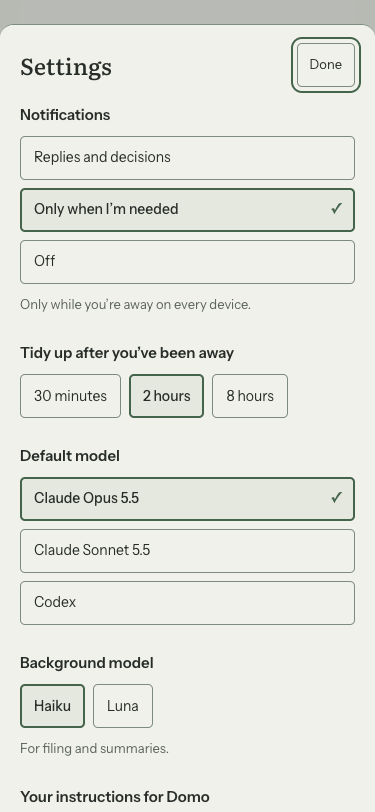 Settings
Done
Notifications
Replies and decisions
Only when I’m needed ✓
Off
Only while you’re away on every device.
Tidy up after you’ve been away
30 minutes
2 hours
8 hours
Default model
Claude Opus 5.5 ✓
Claude Sonnet 5.5
Codex
Background model
Haiku
Luna
For filing and summaries.
Your instructions for Domo